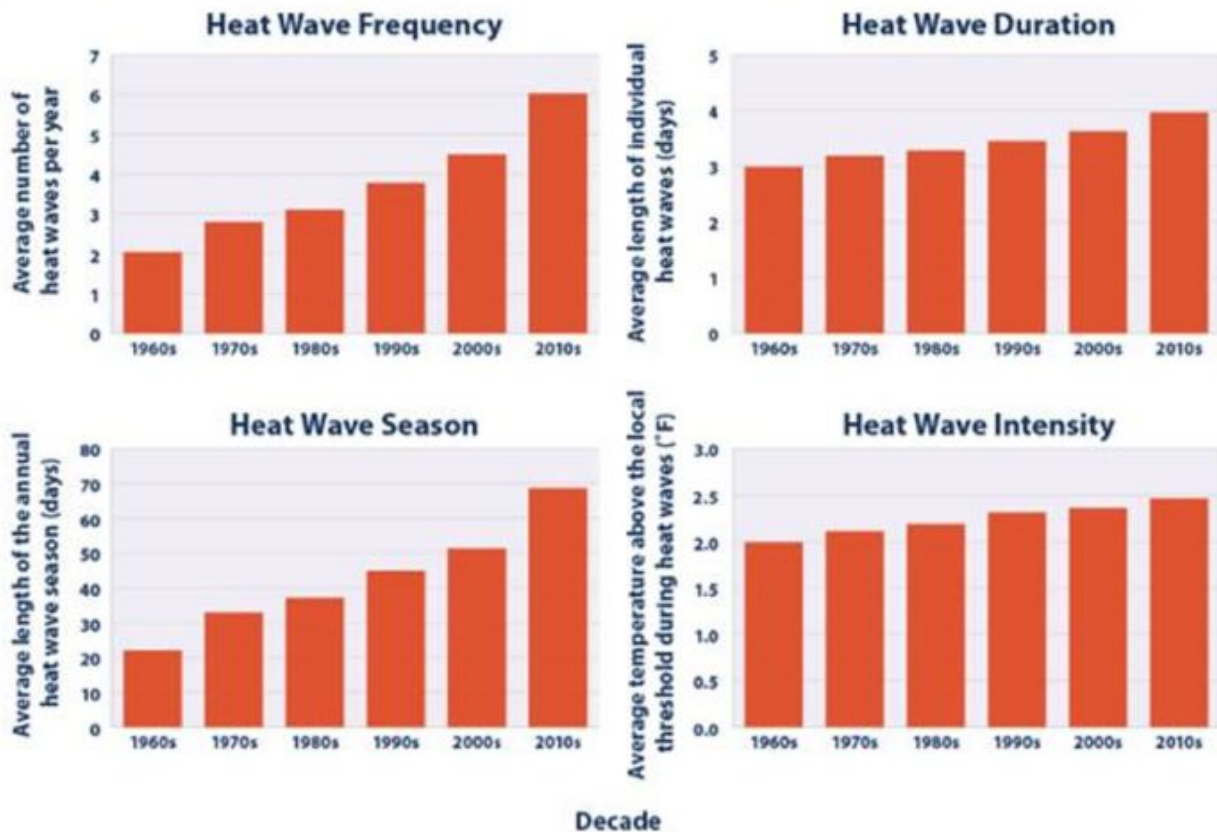 Heat Wave Frequency
Average number of
heat waves per year
7
6
5
4
3
2
1
0
1960s 1970s 1980s 1990s 2000s 2010s
Heat Wave Duration
Average length of individual
heat waves (days)
5
4
3
2
1
0
1960s 1970s 1980s 1990s 2000s 2010s
Heat Wave Season
Average length of the annual
heat wave season (days)
80
70
60
50
40
30
20
10
0
1960s 1970s 1980s 1990s 2000s 2010s
Heat Wave Intensity
Average temperature above the local
threshold during heat waves (˚F)
3.0
2.5
2.0
1.5
1.0
0.5
0.0
1960s 1970s 1980s 1990s 2000s 2010s
Decade